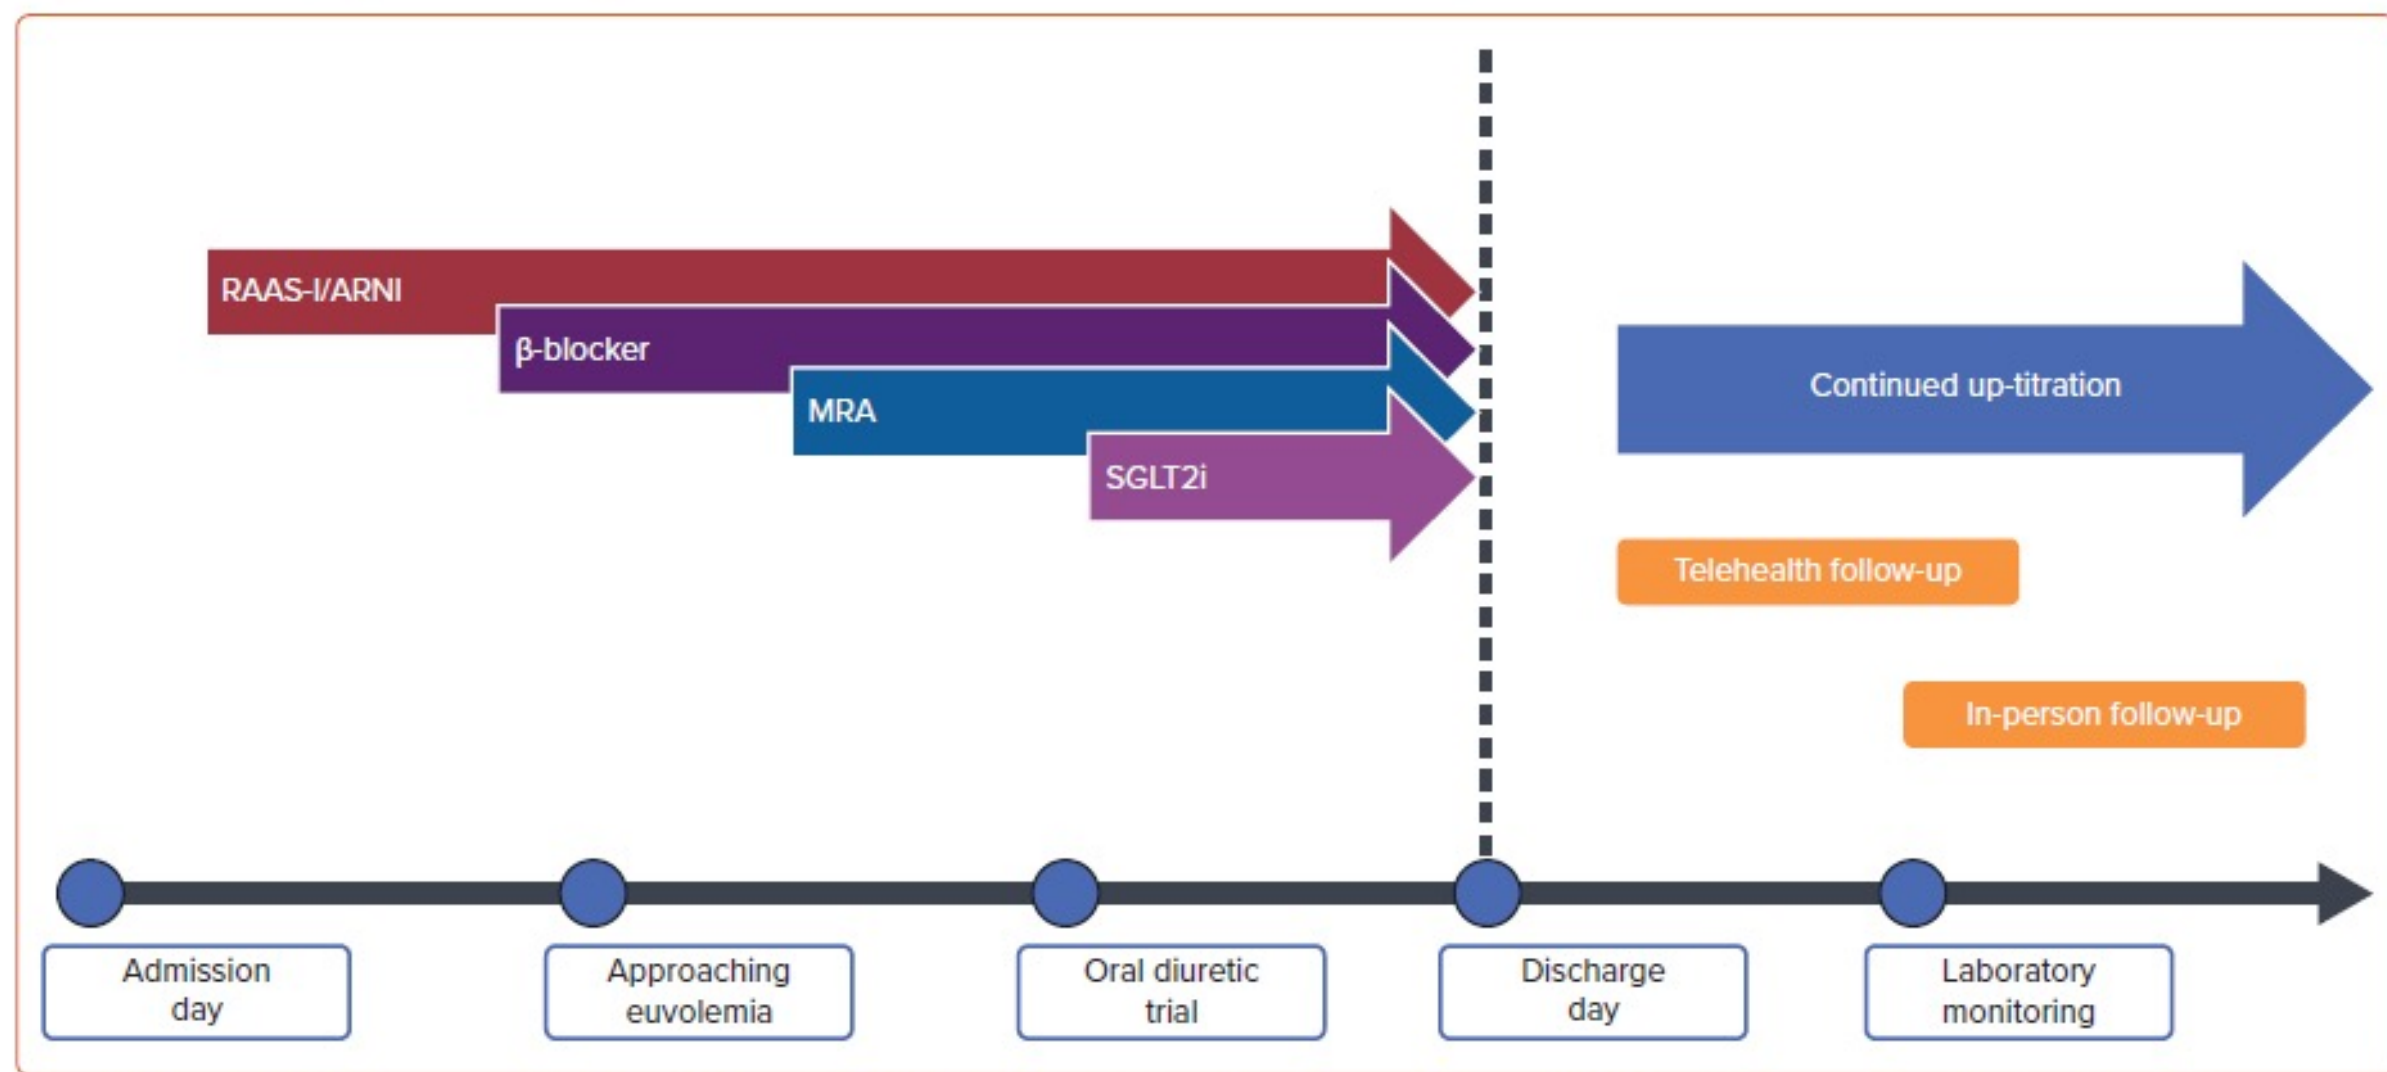 RAAS-I/ARNI
β-blocker
MRA
SGLT2i
Continued up-titration
Telehealth follow-up
In-person follow-up
Admission
day
Approaching
euvolemia
Oral diuretic
trial
Discharge
day
Laboratory
monitoring